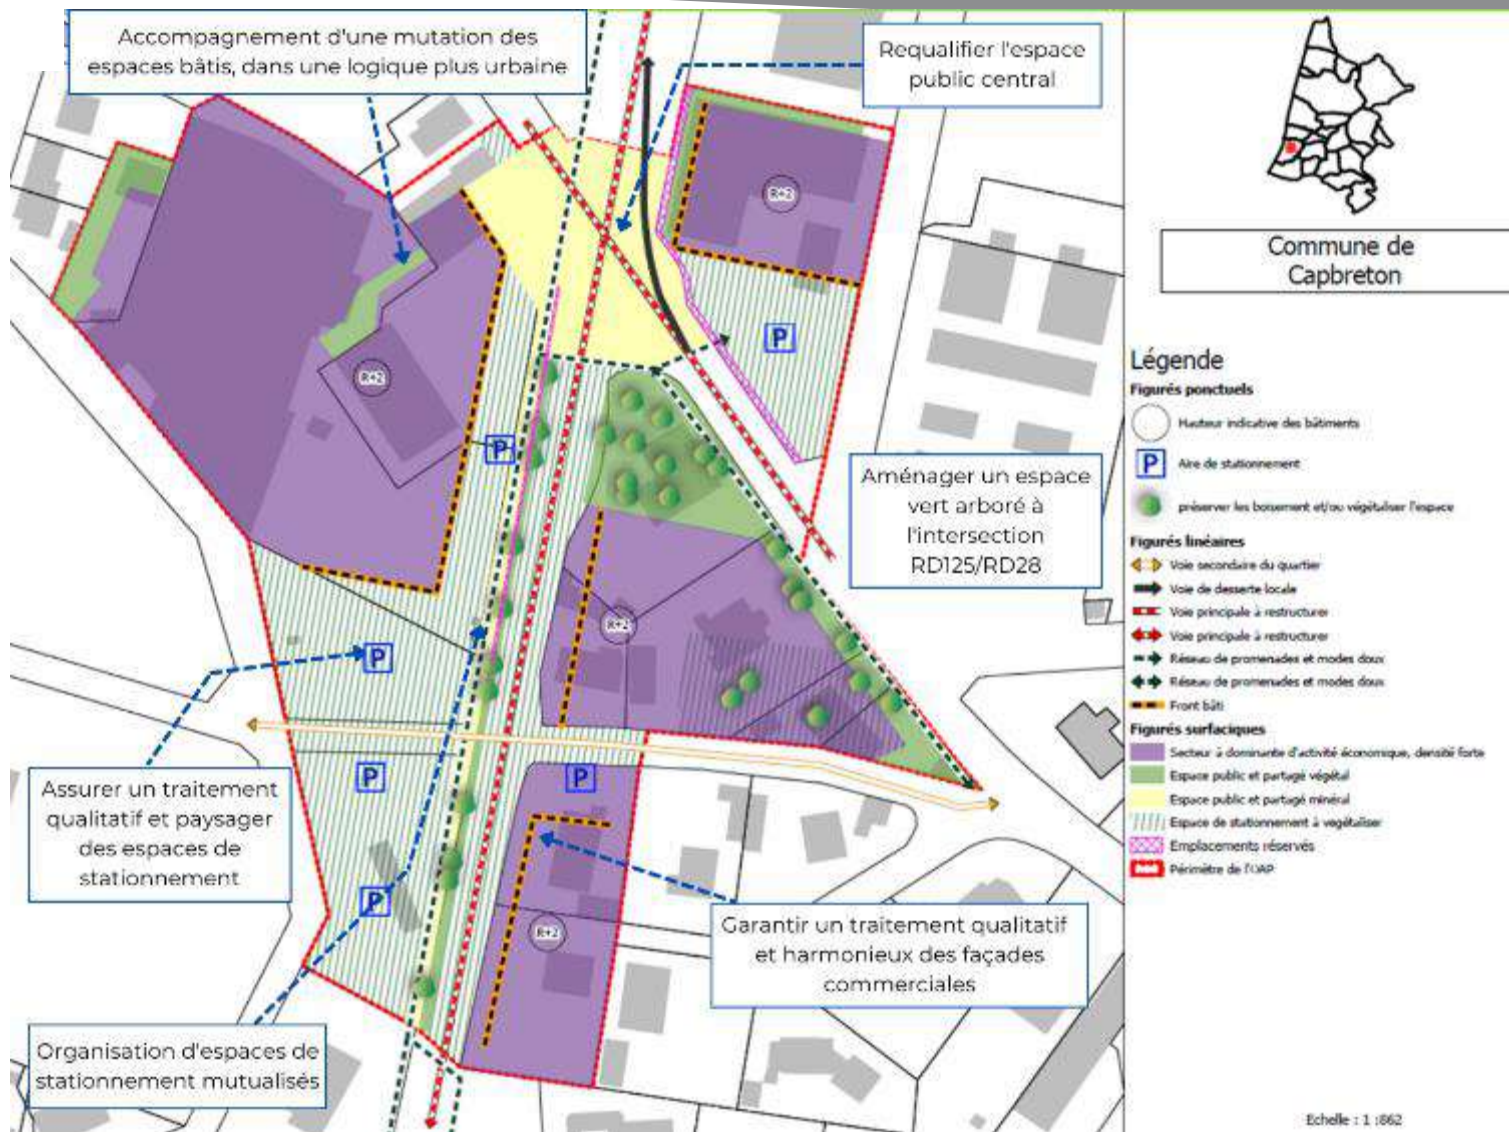 Accompagnement d'une mutation des
espaces bâtis, dans une logique plus urbaine
Requalifier l'espace
public central
R+2
P
R+2
P
Aménager un espace
vert arboré à
l'intersection
RD125/RD28
R+2
P
P
P
Assurer un traitement
qualitatif et paysager
des espaces de
stationnement
P
R+2
Garantir un traitement qualitatif
et harmonieux des façades
commerciales
Organisation d'espaces de
stationnement mutualisés
Commune de
Capbreton
Légende
Figurés ponctuels
Hauteur indicative des bâtiments
P Aire de stationnement
préserver les boisement et/ou végétaliser l'espace
Figurés linéaires
Voie secondaire du quartier
Voie de desserte locale
Voie principale à restructurer
Voie principale à restructurer
Réseau de promenades et modes doux
Réseau de promenades et modes doux
Front bâti
Figurés surfaciques
Secteur à dominante d'activité économique, densité forte
Espace public et partagé végétal
Espace public et partagé minéral
Espace de stationnement à végétaliser
Emplacements réservés
Périmètre de l'OAP
Echelle : 1 :862